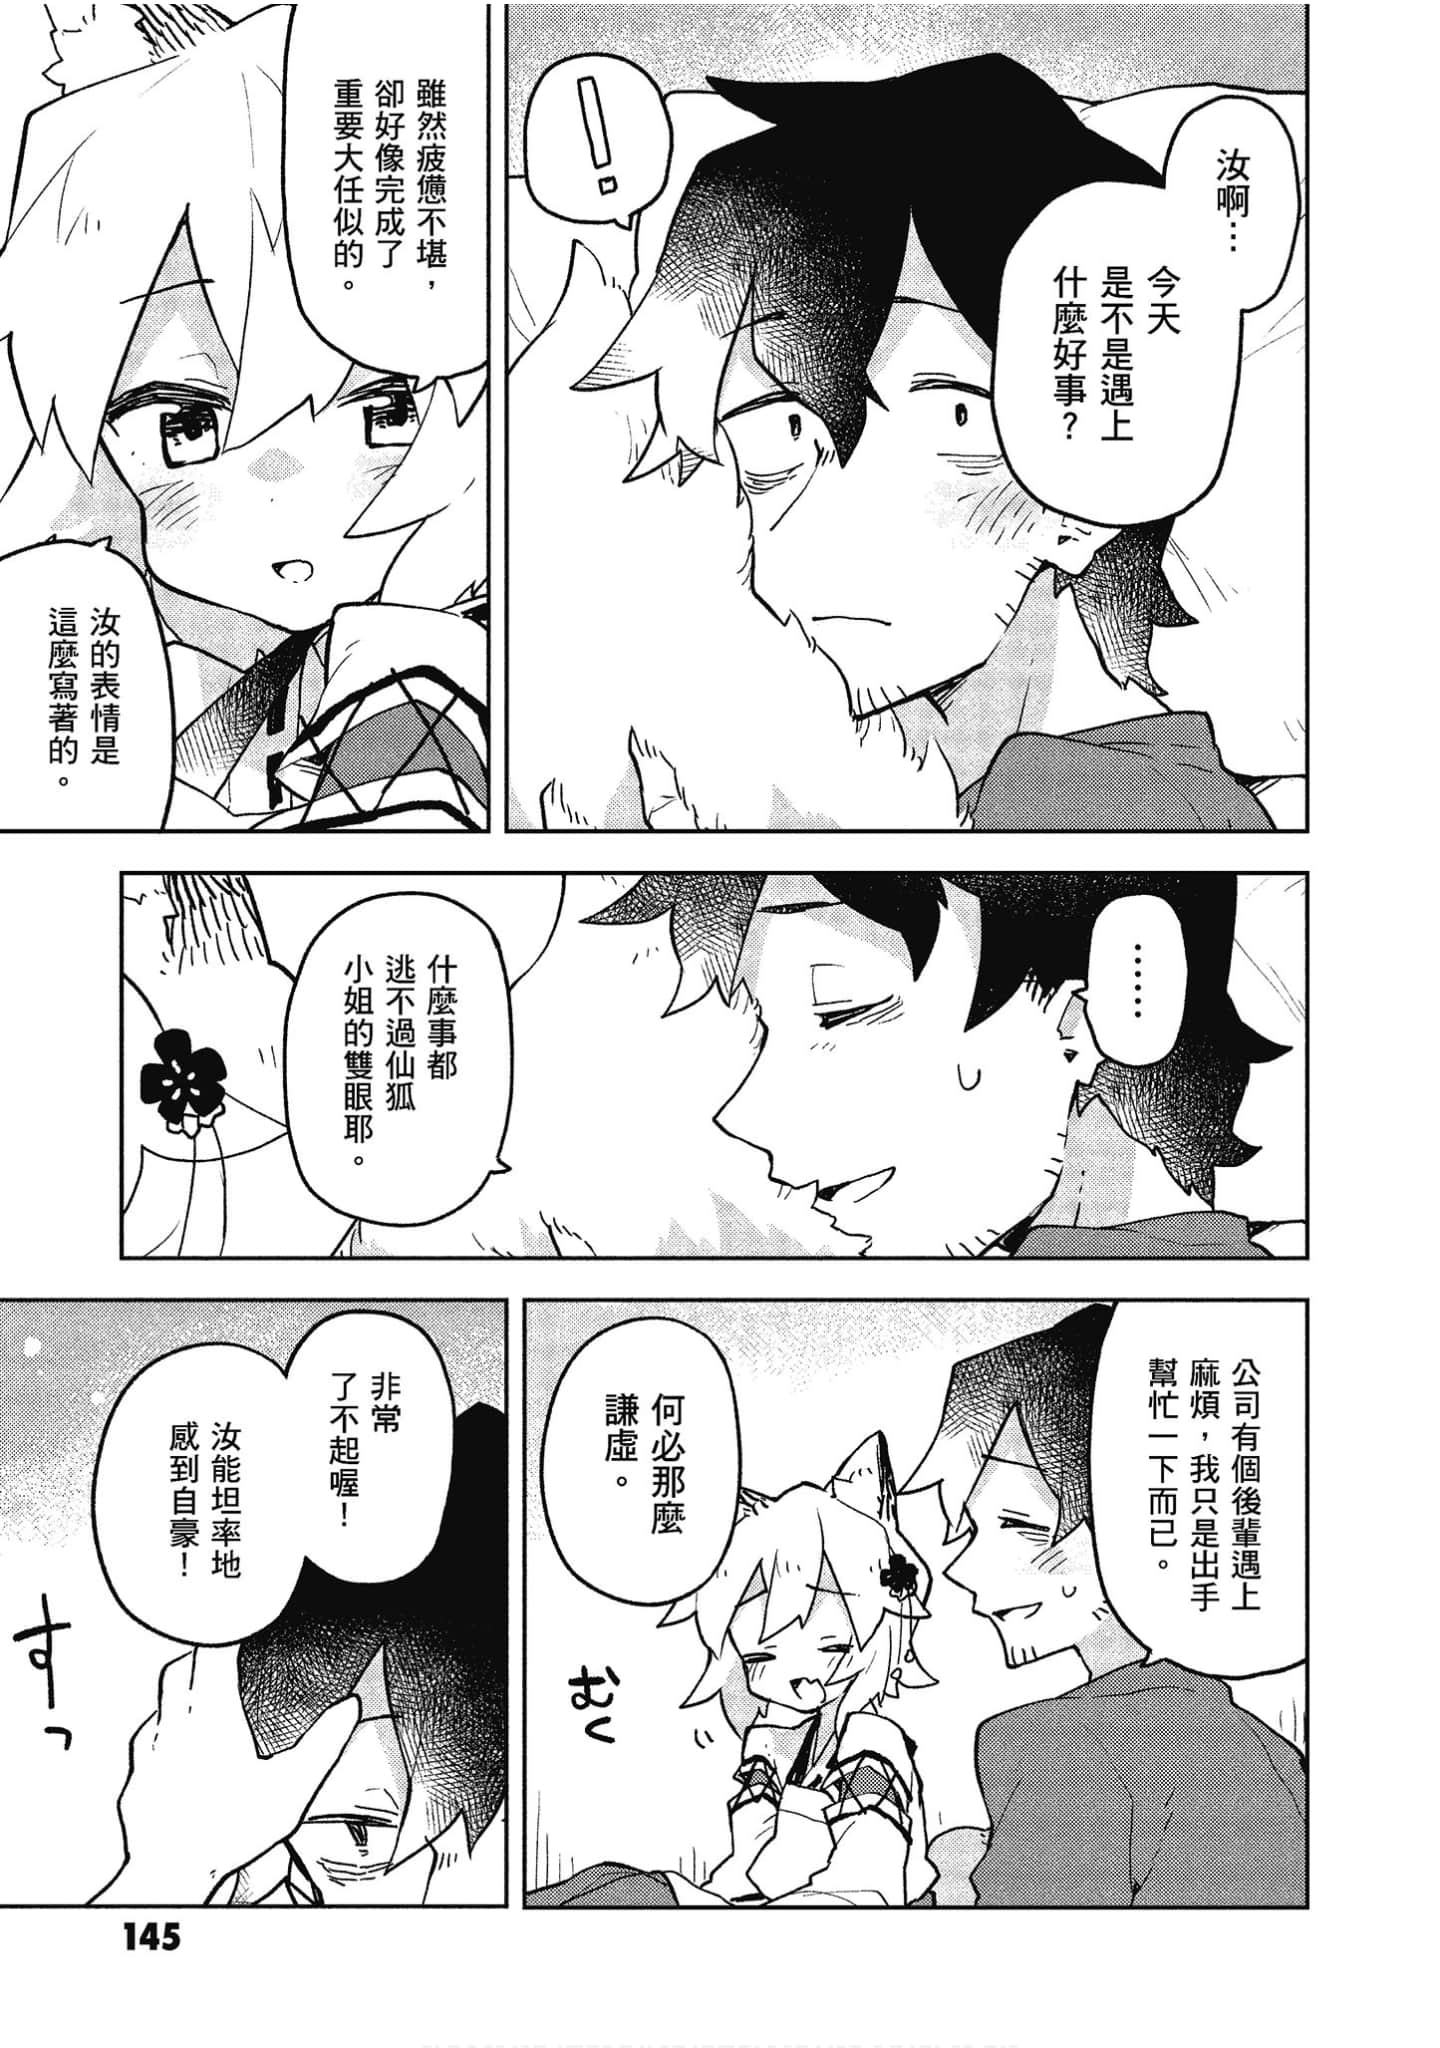 汝啊…
今天
是不是遇上
什麼好事？
！
雖然疲憊不堪，
卻好像完成了
重要大任似的。
汝的表情是
這麼寫著的。
……
什麼事都
逃不過仙狐
小姐的雙眼耶。
公司有個後輩遇上
麻煩，我只是出手
幫忙一下而已。
何必那麼
謙虛。
むく
非常
了不起喔！
汝能坦率地
感到自豪！
すっ
145